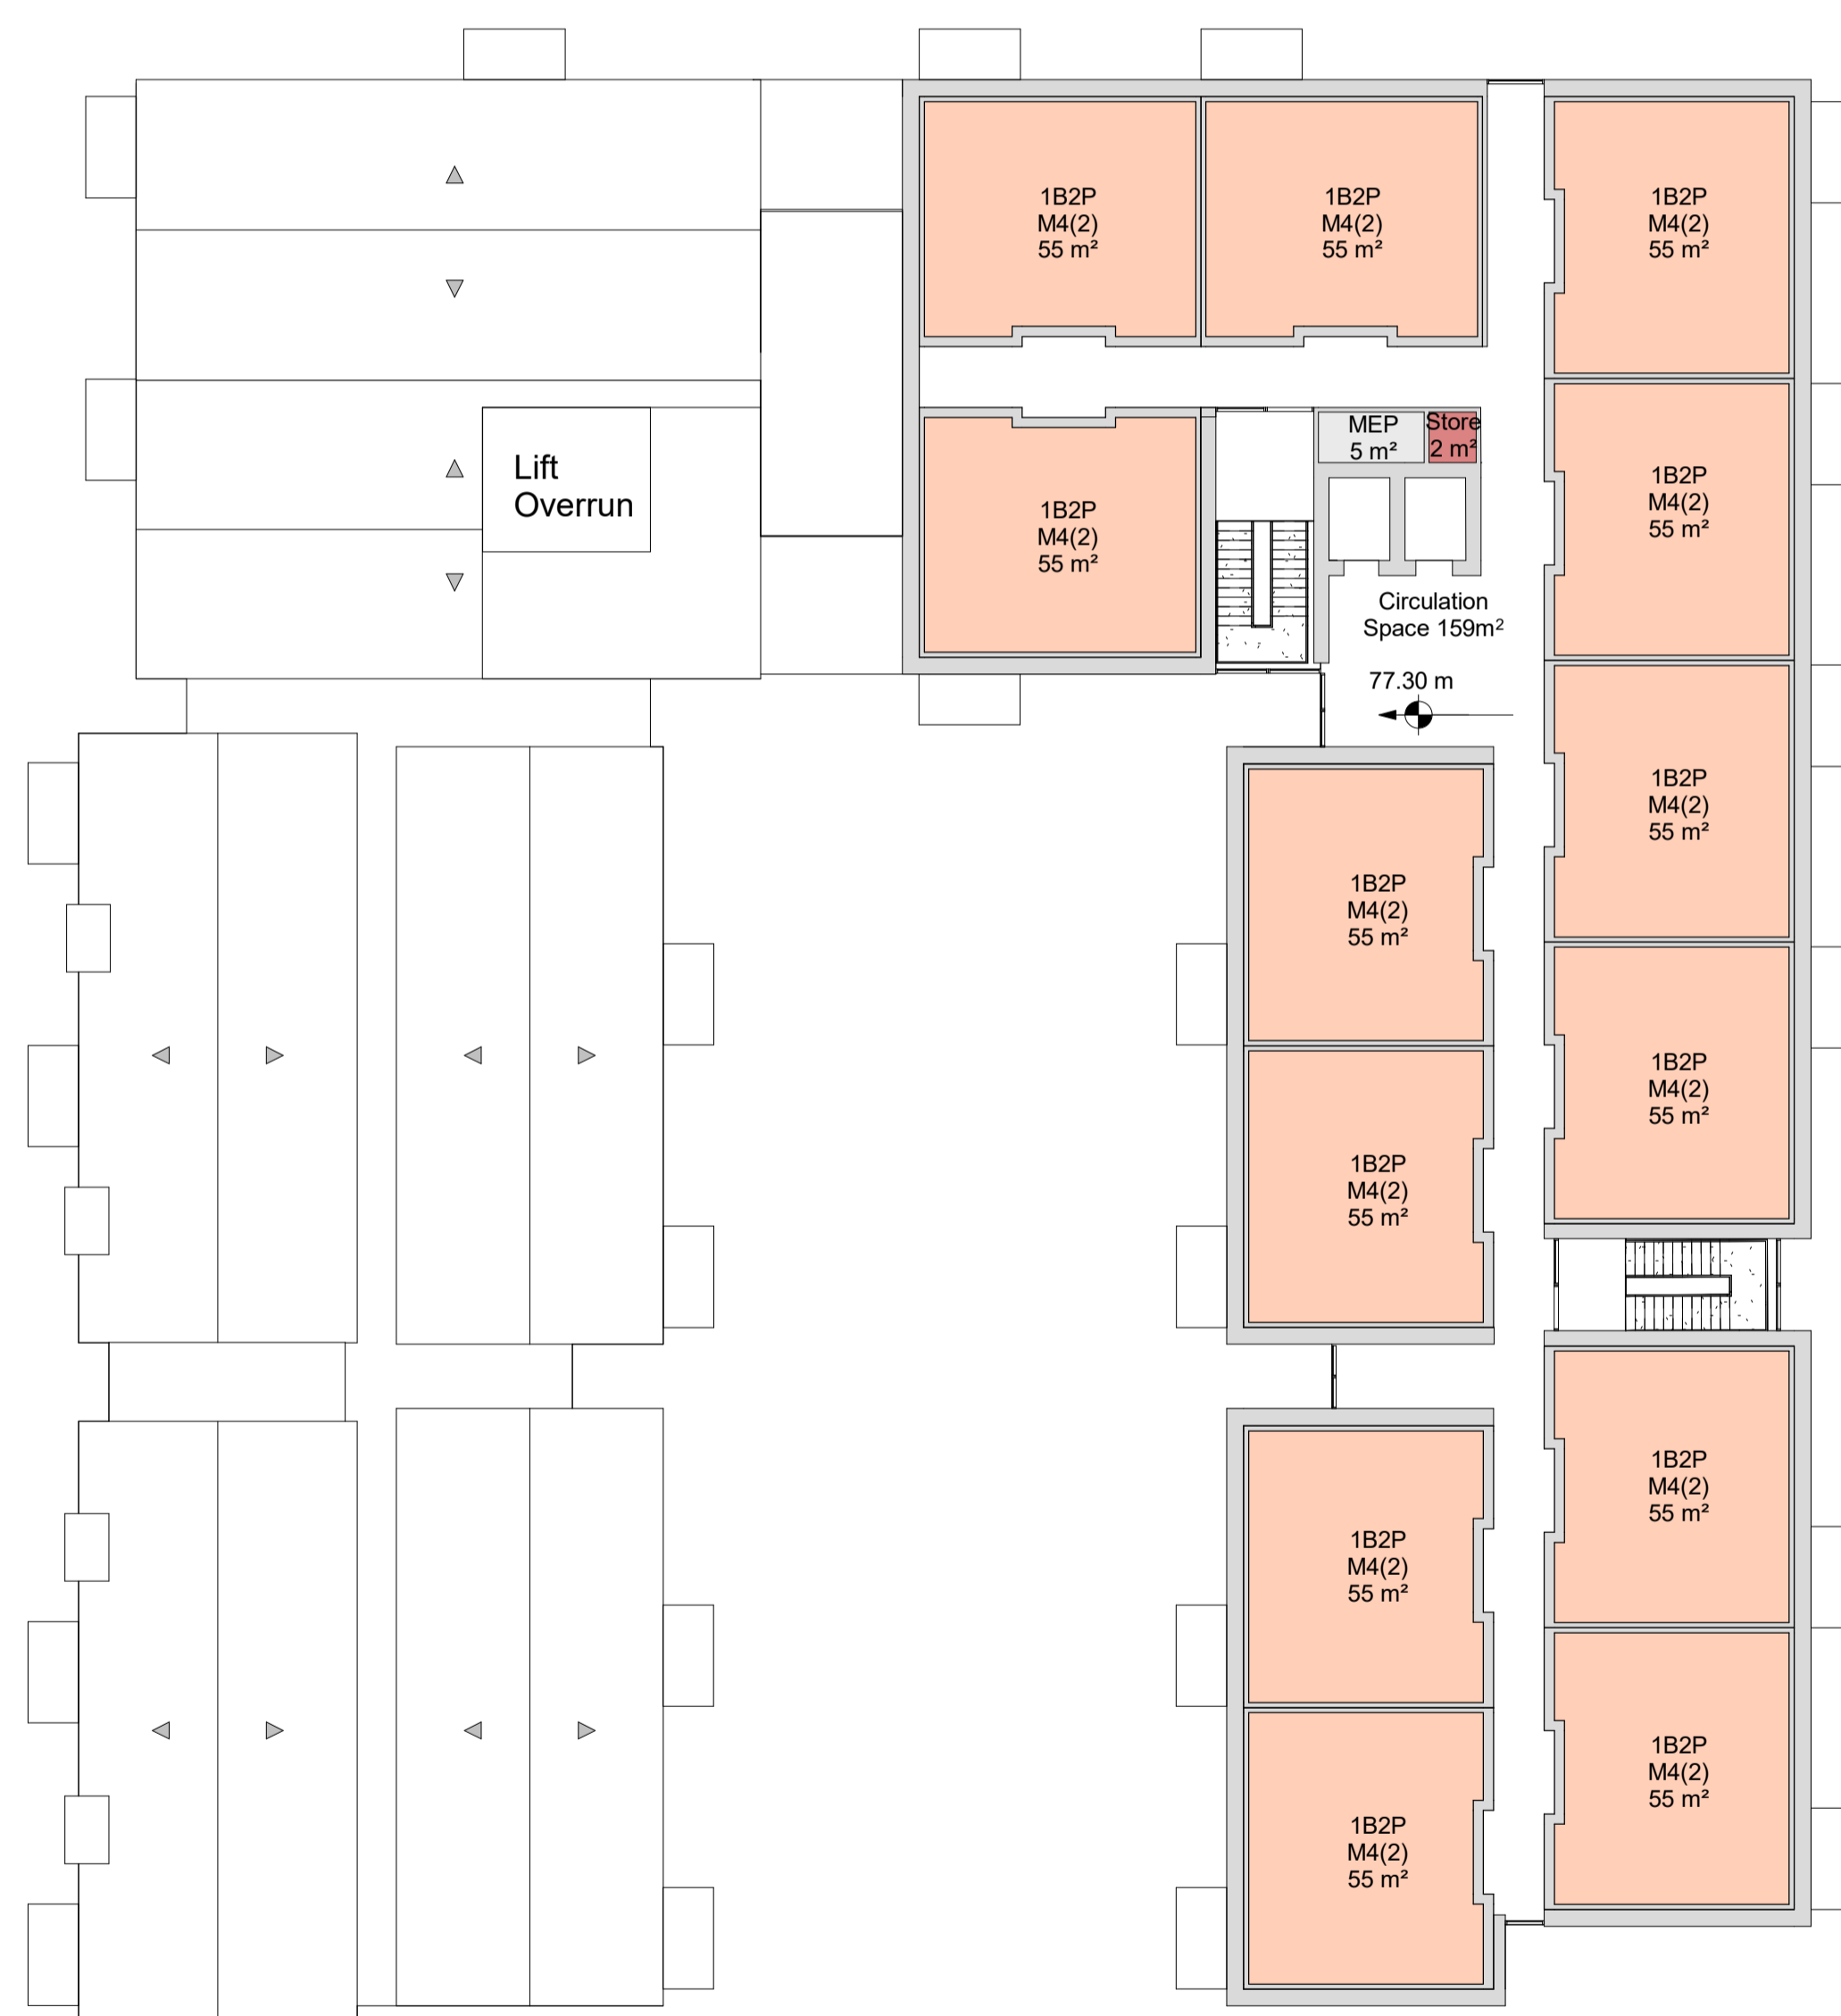 1B2P
M4(2)
55 m²
1B2P
M4(2)
55 m²
1B2P
M4(2)
55 m²
MEP
5 m²
Store
2 m²
Lift
Overrun
1B2P
M4(2)
55 m²
1B2P
M4(2)
55 m²
Circulation
Space 159m²
77.30 m
1B2P
M4(2)
55 m²
1B2P
M4(2)
55 m²
1B2P
M4(2)
55 m²
1B2P
M4(2)
55 m²
1B2P
M4(2)
55 m²
1B2P
M4(2)
55 m²
1B2P
M4(2)
55 m²
1B2P
M4(2)
55 m²